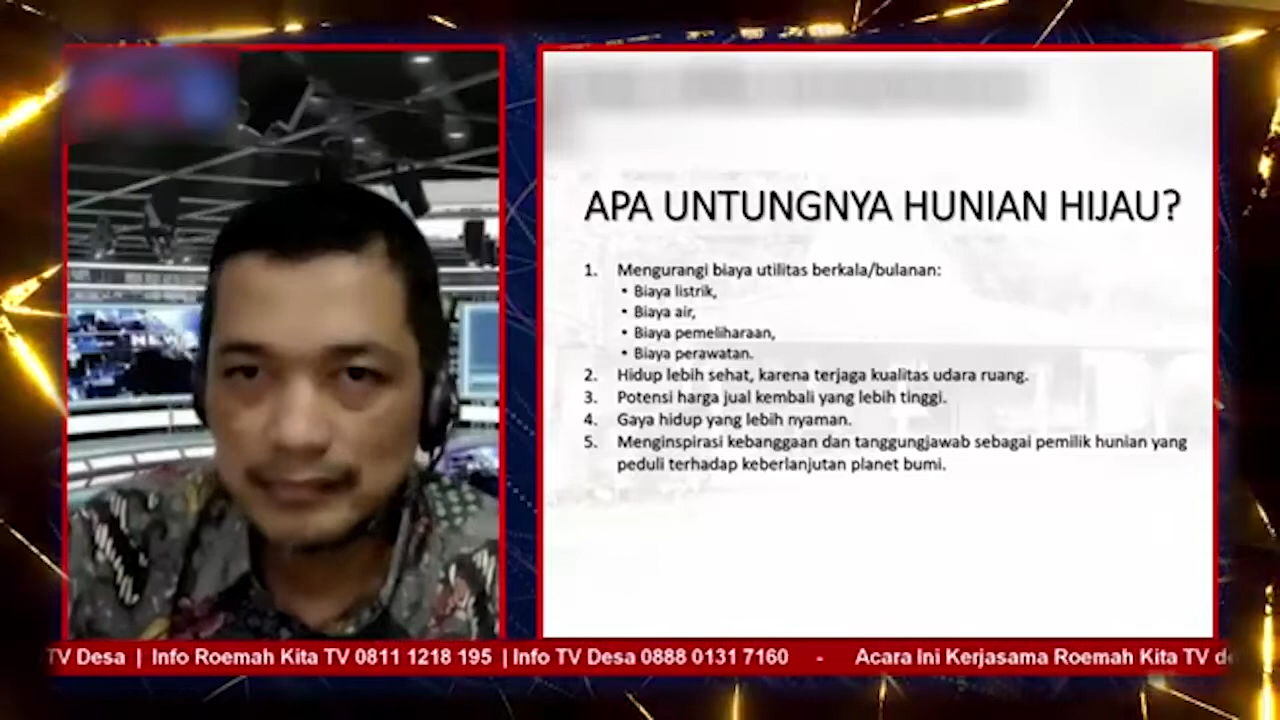 APA UNTUNGNYA HUNIAN HIJAU?
1. Mengurangi biaya utilitas berkala/bulanan:
• Biaya listrik,
• Biaya air,
• Biaya pemeliharaan,
• Biaya perawatan.
2. Hidup lebih sehat, karena terjaga kualitas udara ruang.
3. Potensi harga jual kembali yang lebih tinggi.
4. Gaya hidup yang lebih nyaman.
5. Menginspirasi kebanggaan dan tanggungjawab sebagai pemilik hunian yang
peduli terhadap keberlanjutan planet bumi.
TV Desa | Info Roemah Kita TV 0811 1218 195 | Info TV Desa 0888 0131 7160 - Acara Ini Kerjasama Roemah Kita TV